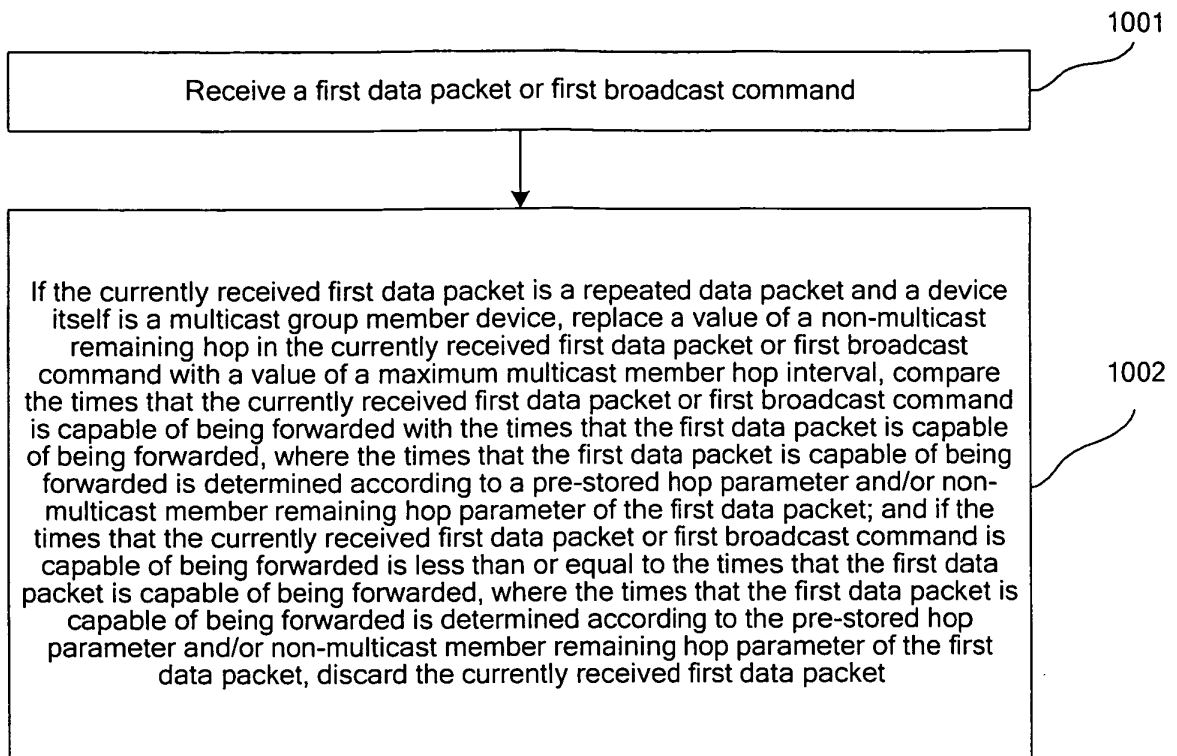 1001
Receive a first data packet or first broadcast command
If the currently received first data packet is a repeated data packet and a device
itself is a multicast group member device, replace a value of a non-multicast
remaining hop in the currently received first data packet or first broadcast
command with a value of a maximum multicast member hop interval, compare
the times that the currently received first data packet or first broadcast command
is capable of being forwarded with the times that the first data packet is capable
of being forwarded, where the times that the first data packet is capable of being
forwarded is determined according to a pre-stored hop parameter and/or non-
multicast member remaining hop parameter of the first data packet; and if the
times that the currently received first data packet or first broadcast command is
capable of being forwarded is less than or equal to the times that the first data
packet is capable of being forwarded, where the times that the first data packet is
capable of being forwarded is determined according to the pre-stored hop
parameter and/or non-multicast member remaining hop parameter of the first
data packet, discard the currently received first data packet
1002